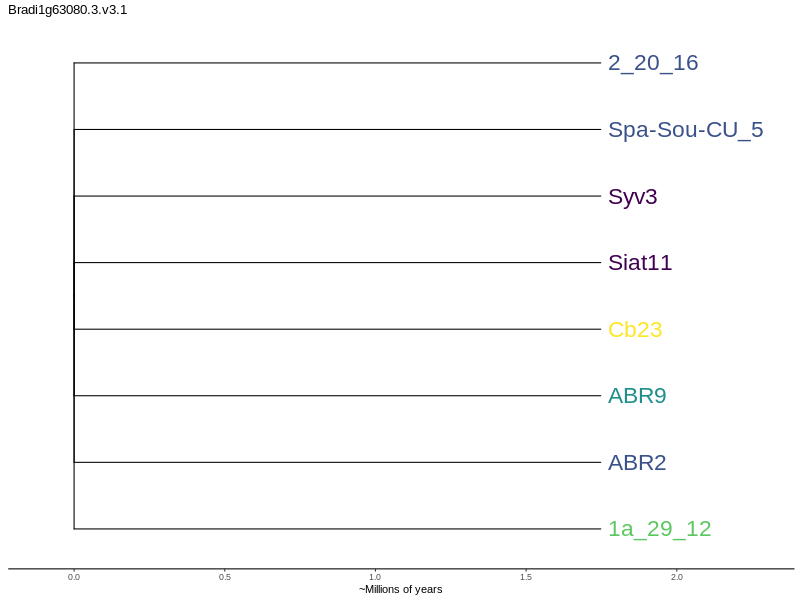 Bradi1g63080.3.v3.1
2_20_16
Spa-Sou-CU_5
Syv3
Siat11
Cb23
ABR9
ABR2
1a_29_12
0.0 0.5 1.0 1.5 2.0
~Millions of years